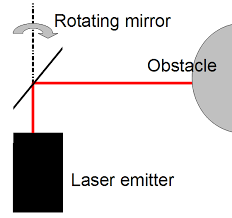 Rotating mirror
Obstacle
Laser emitter